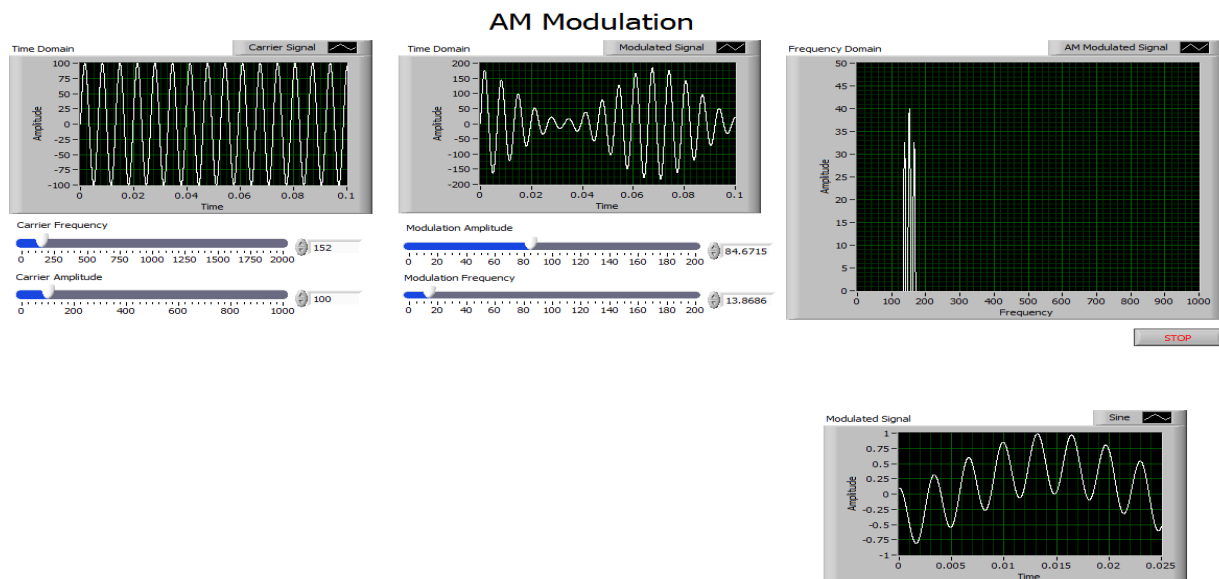 AM Modulation
Time Domain
Carrier Signal
Amplitude
100
75
50
25
0
-25
-50
-75
-100
0 0.02 0.04 0.06 0.08 0.1
Time
Carrier Frequency
152
0 250 500 750 1000 1250 1500 1750 2000
Carrier Amplitude
100
0 200 400 600 800 1000
Time Domain
Modulated Signal
Amplitude
200
150
100
50
0
-50
-100
-150
-200
0 0.02 0.04 0.06 0.08 0.1
Time
Modulation Amplitude
84.6715
0 20 40 60 80 100 120 140 160 180 200
Modulation Frequency
13.8686
0 20 40 60 80 100 120 140 160 180 200
Frequency Domain
AM Modulated Signal
Amplitude
50
45
40
35
30
25
20
15
10
5
0
0 100 200 300 400 500 600 700 800 900 1000
Frequency
STOP
Modulated Signal
Sine
Amplitude
1
0.75
0.5
0.25
0
-0.25
-0.5
-0.75
-1
0 0.005 0.01 0.015 0.02 0.025
Time